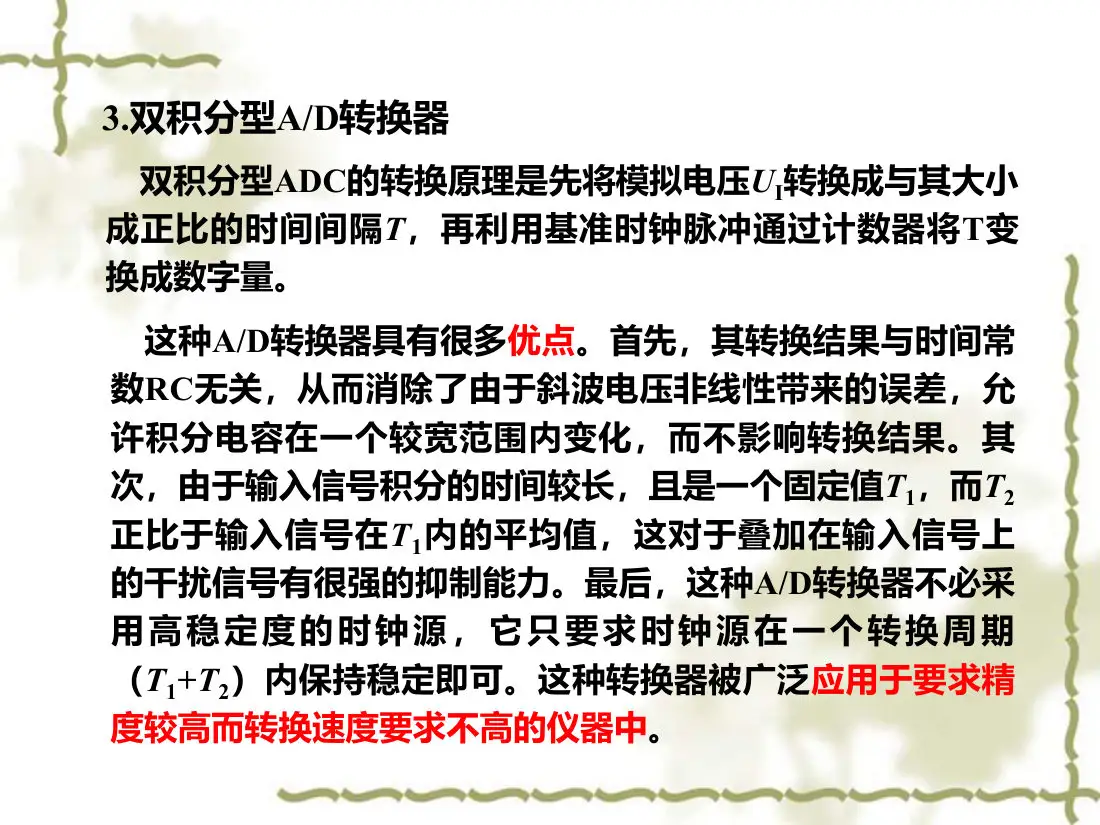 3.双积分型A/D转换器
双积分型ADC的转换原理是先将模拟电压UI转换成与其大小
成正比的时间间隔T，再利用基准时钟脉冲通过计数器将T变
换成数字量。
这种A/D转换器具有很多优点。首先，其转换结果与时间常
数RC无关，从而消除了由于斜波电压非线性带来的误差，允
许积分电容在一个较宽范围内变化，而不影响转换结果。其
次，由于输入信号积分的时间较长，且是一个固定值T1，而T2
正比于输入信号在T1内的平均值，这对于叠加在输入信号上
的干扰信号有很强的抑制能力。最后，这种A/D转换器不必采
用高稳定度的时钟源，它只要求时钟源在一个转换周期
（T1+T2）内保持稳定即可。这种转换器被广泛应用于要求精
度较高而转换速度要求不高的仪器中。